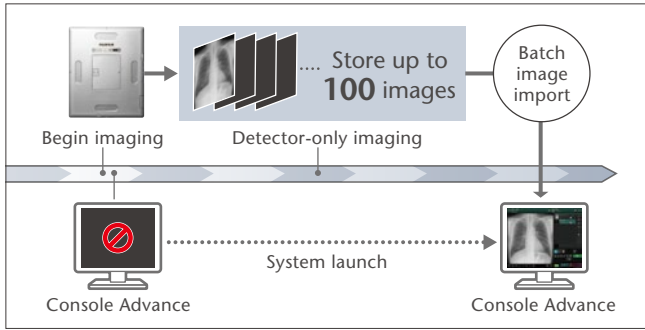 .... Store up to
100 images
Batch
image
import
Begin imaging
Detector-only imaging
System launch
Console Advance
Console Advance